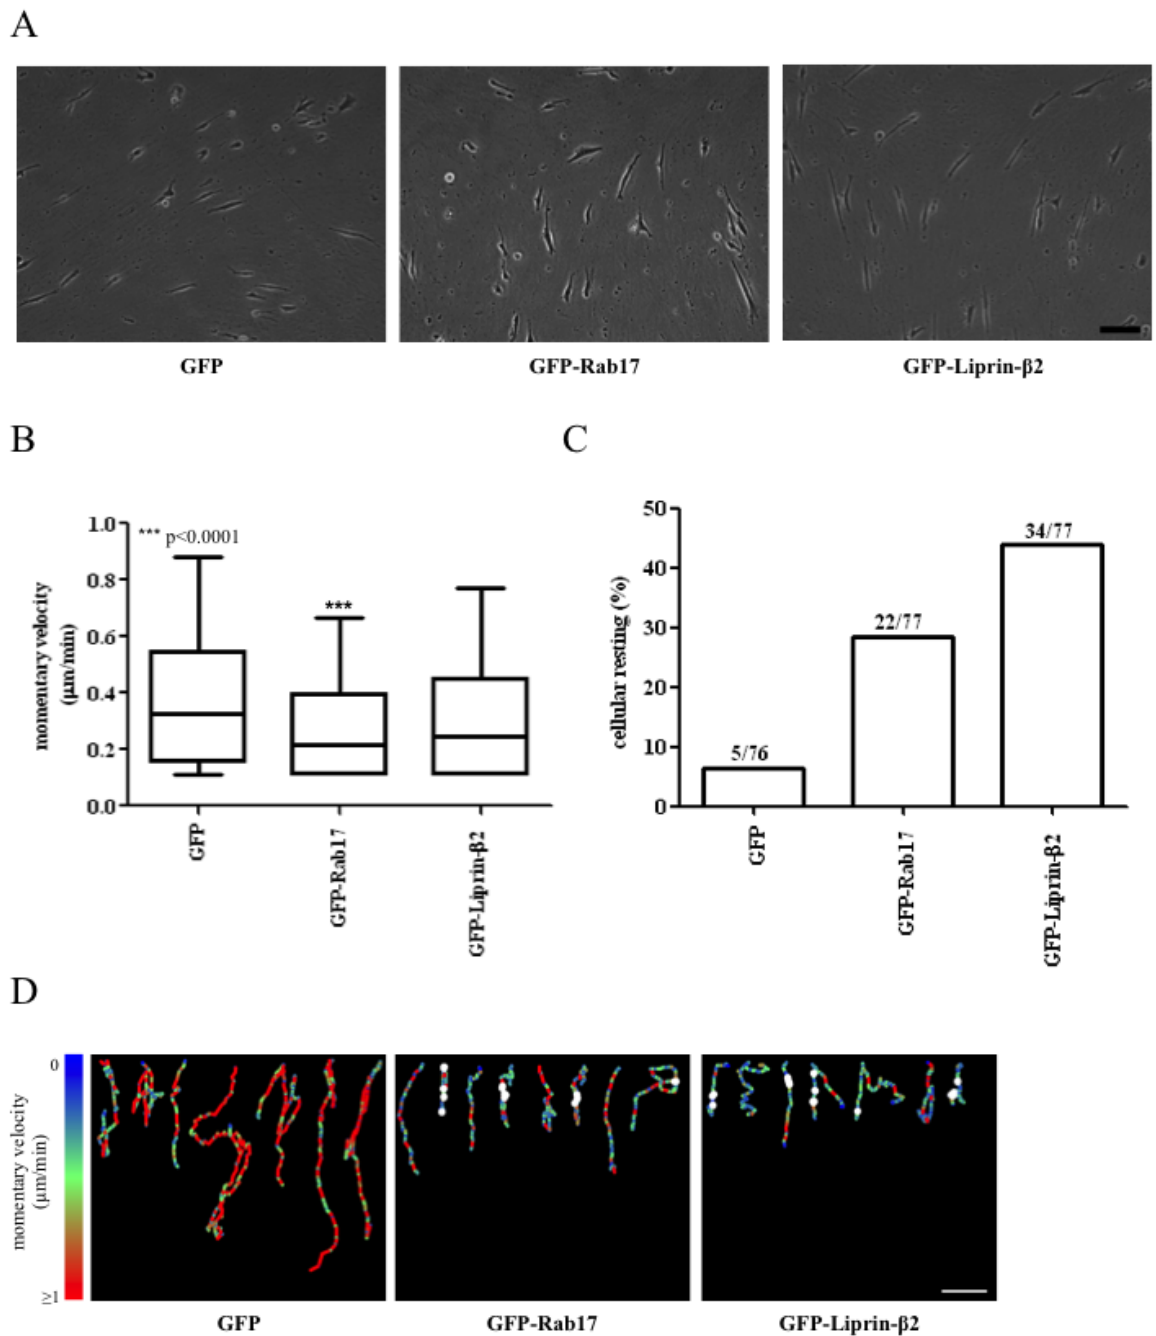 A
GFP
GFP-Rab17
GFP-Liprin-β2
B
C
1.0
0.8
0.6
0.4
0.2
0.0
momentary velocity
(μm/min)
*** p<0.0001
***
GFP
GFP-Rab17
GFP-Liprin-β2
50
40
30
20
10
0
cellular resting (%)
5/76
22/77
34/77
GFP
GFP-Rab17
GFP-Liprin-β2
D
0
≥1
momentary velocity
(μm/min)
GFP
GFP-Rab17
GFP-Liprin-β2